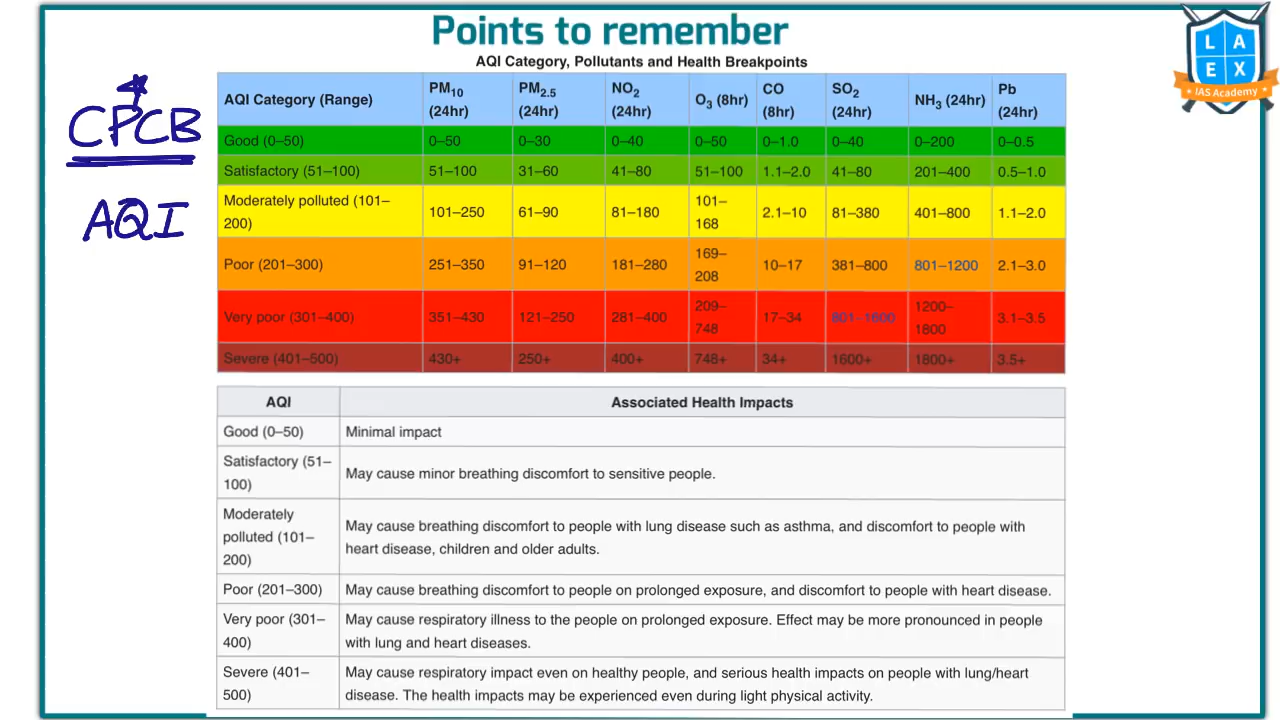 Points to remember
L A
E X
IAS Academy
CPCB
AQI
AQI Category, Pollutants and Health Breakpoints
AQI Category (Range) PM10 (24hr) PM2.5 (24hr) NO2 (24hr) O3 (8hr) CO (8hr) SO2 (24hr) NH3 (24hr) Pb (24hr)
Good (0–50) 0–50 0–30 0–40 0–50 0–1.0 0–40 0–200 0–0.5
Satisfactory (51–100) 51–100 31–60 41–80 51–100 1.1–2.0 41–80 201–400 0.5–1.0
Moderately polluted (101–200) 101–250 61–90 81–180 101–168 2.1–10 81–380 401–800 1.1–2.0
Poor (201–300) 251–350 91–120 181–280 169–208 10–17 381–800 801–1200 2.1–3.0
Very poor (301–400) 351–430 121–250 281–400 209–748 17–34 801–1600 1200–1800 3.1–3.5
Severe (401–500) 430+ 250+ 400+ 748+ 34+ 1600+ 1800+ 3.5+
AQI Associated Health Impacts
Good (0–50) Minimal impact
Satisfactory (51–100) May cause minor breathing discomfort to sensitive people.
Moderately polluted (101–200) May cause breathing discomfort to people with lung disease such as asthma, and discomfort to people with
heart disease, children and older adults.
Poor (201–300) May cause breathing discomfort to people on prolonged exposure, and discomfort to people with heart disease.
Very poor (301–400) May cause respiratory illness to the people on prolonged exposure. Effect may be more pronounced in people
with lung and heart diseases.
Severe (401–500) May cause respiratory impact even on healthy people, and serious health impacts on people with lung/heart
disease. The health impacts may be experienced even during light physical activity.